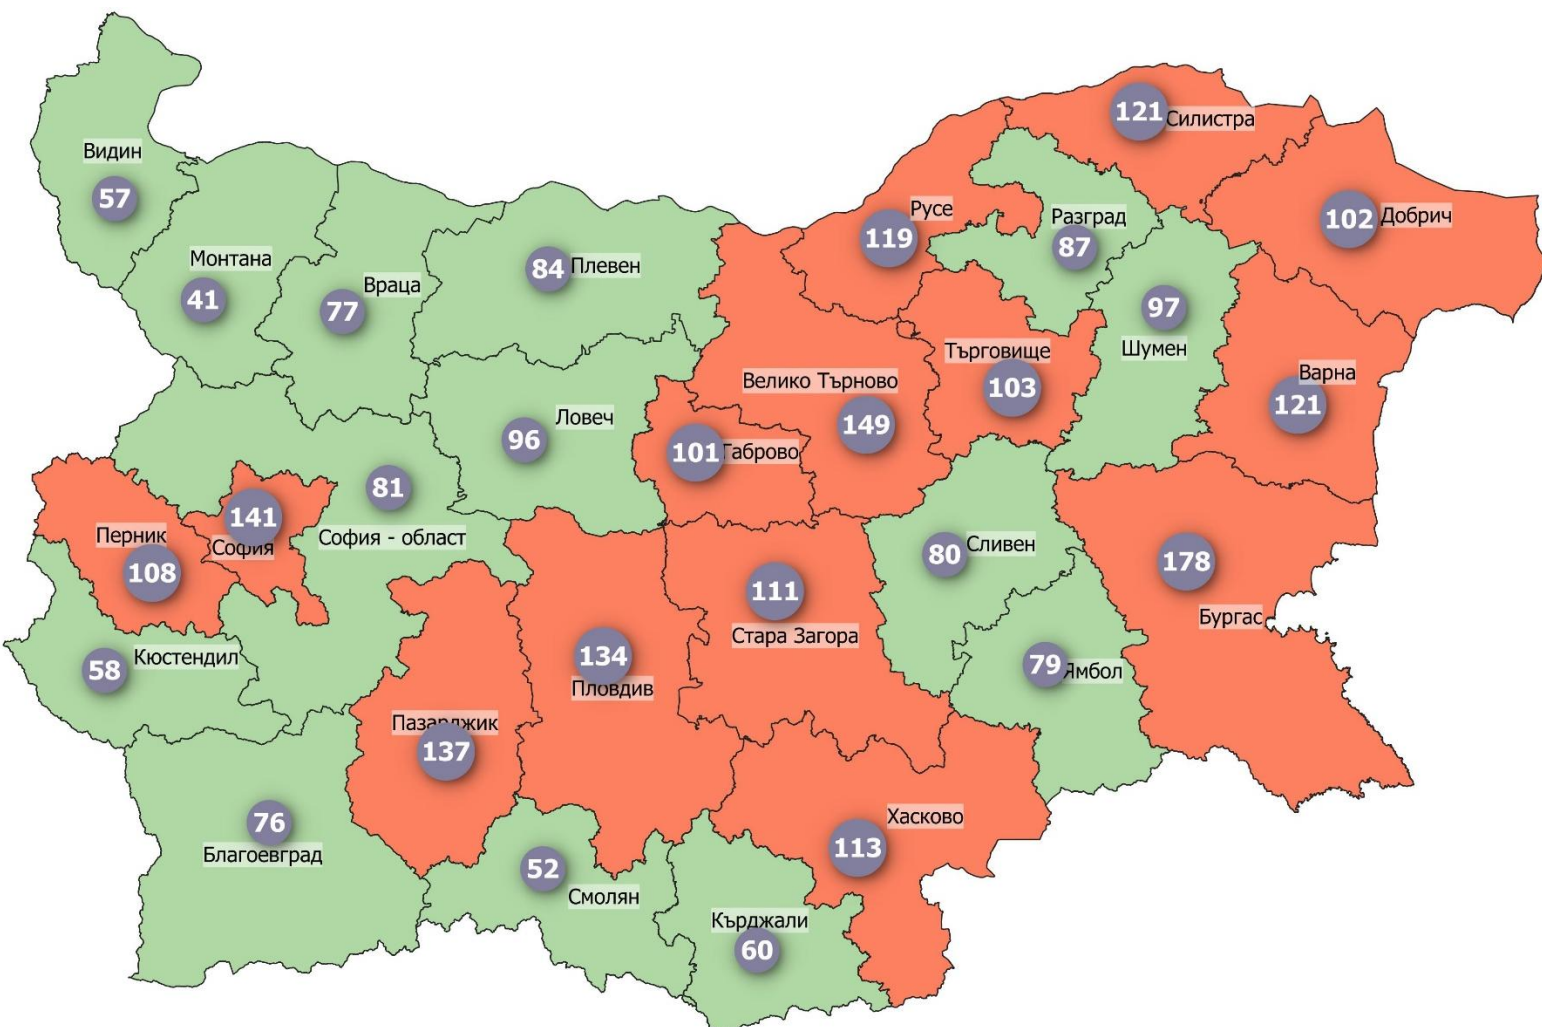 121
Силистра
Видин
57
Русе
119
Разград
87
102
Добрич
Монтана
41
Враца
77
84
Плевен
97
Шумен
Търговище
103
Варна
121
Велико Търново
149
Ловеч
96
101
Габрово
81
София - област
141
София
Перник
108
80
Сливен
178
Бургас
111
Стара Загора
58
Кюстендил
134
Пловдив
79
Ямбол
Пазарджик
137
76
Благоевград
Хасково
113
52
Смолян
Кърджали
60